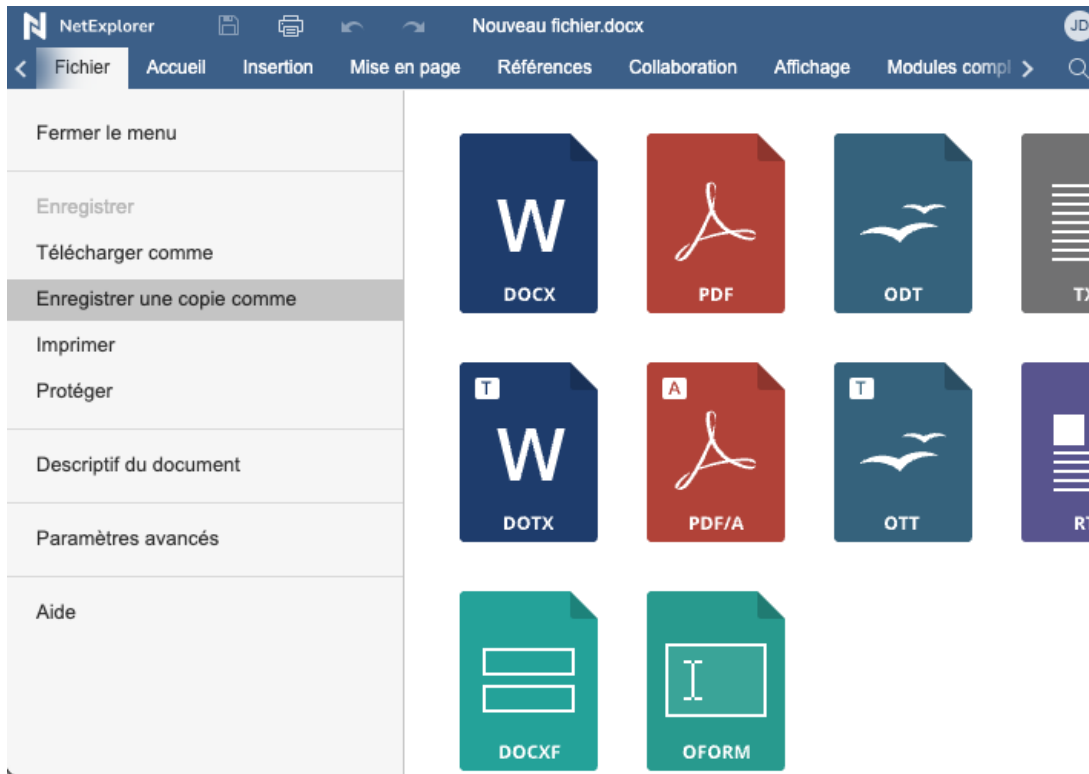 NetExplorer Nouveau fichier.docx JD
Fichier Accueil Insertion Mise en page Références Collaboration Affichage Modules compl
Fermer le menu
Enregistrer
Télécharger comme
Enregistrer une copie comme
Imprimer
Protéger
Descriptif du document
Paramètres avancés
Aide
W W
DOCX PDF ODT
T A T
DOTX PDF/A OTT
DOCXF OFORM